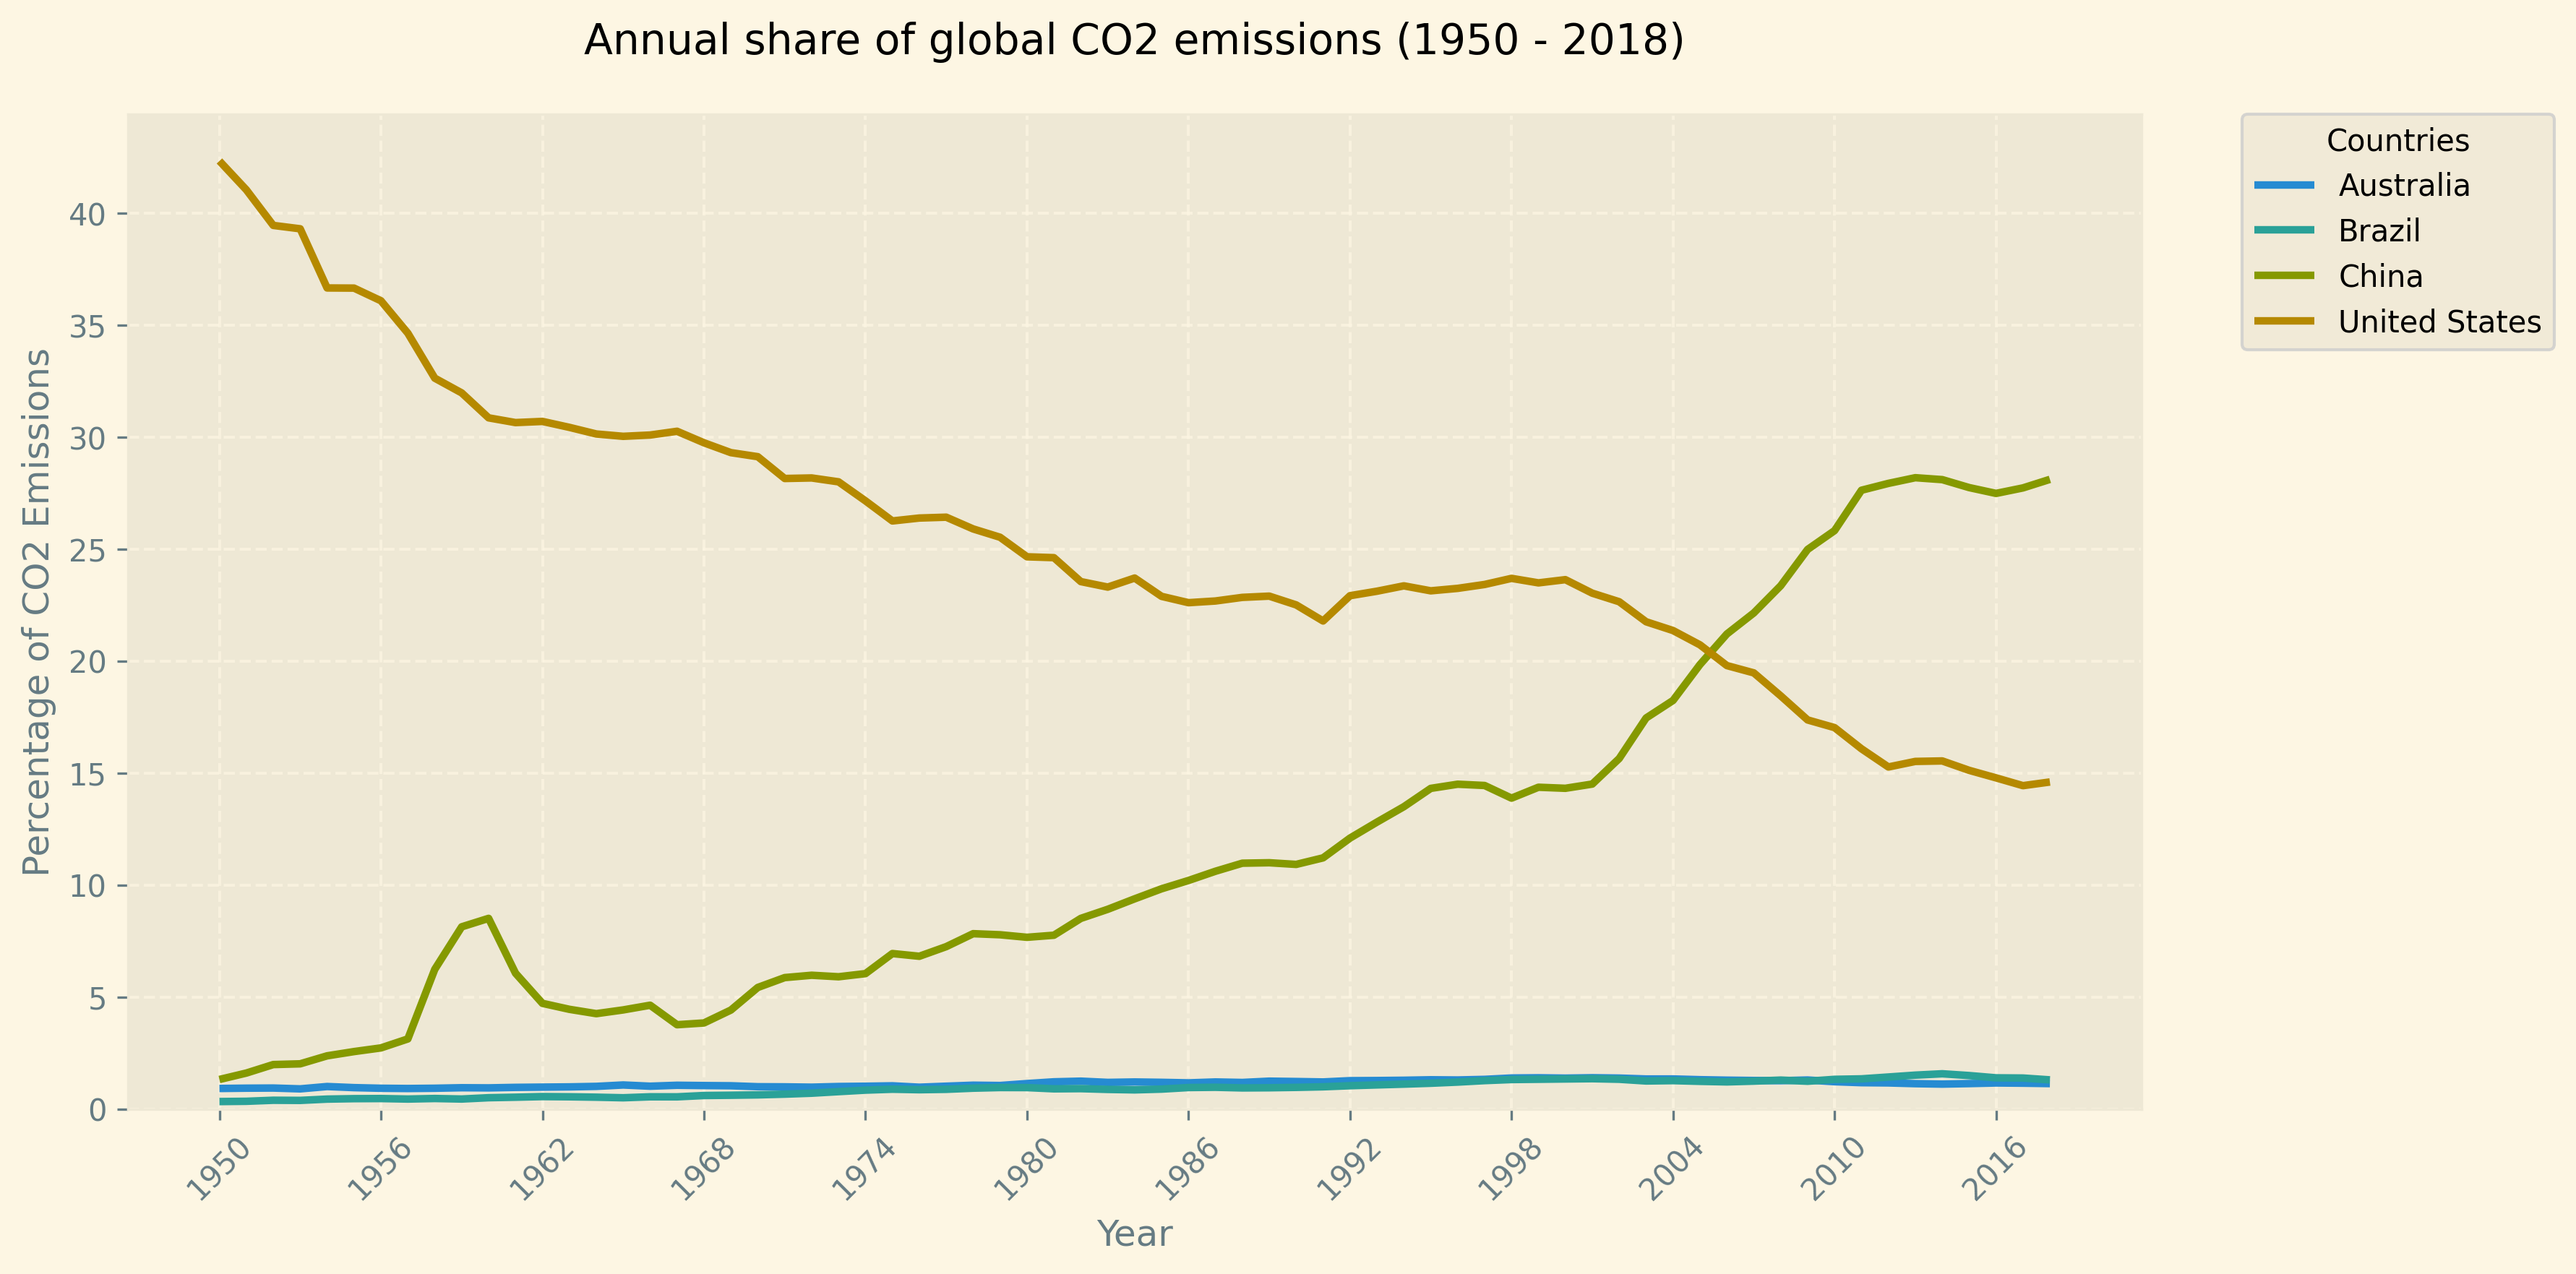 Annual share of global CO2 emissions (1950 - 2018)
Countries
Australia
Brazil
China
United States
Percentage of CO2 Emissions
40
35
30
25
20
15
10
5
0
1950
1956
1962
1968
1974
1980
1986
1992
1998
2004
2010
2016
Year